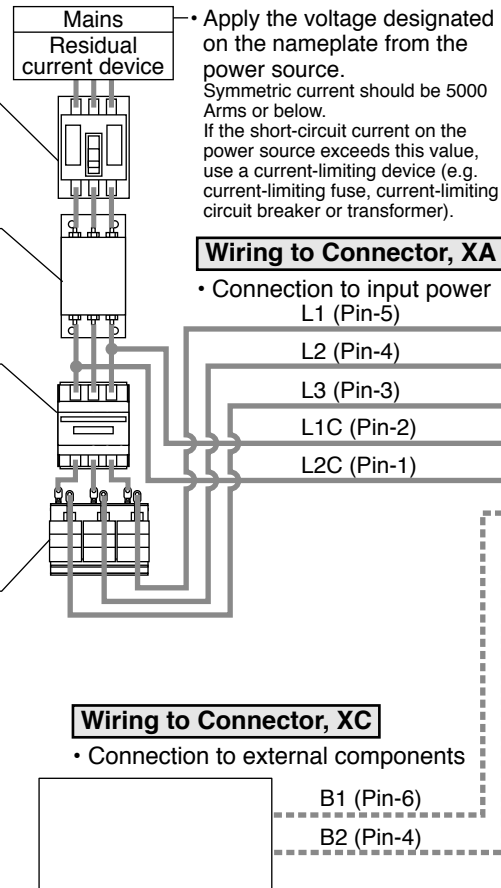 Mains
Residual
current device
• Apply the voltage designated
on the nameplate from the
power source.
Symmetric current should be 5000
Arms or below.
If the short-circuit current on the
power source exceeds this value,
use a current-limiting device (e.g.
current-limiting fuse, current-limiting
circuit breaker or transformer).
Wiring to Connector, XA
• Connection to input power
L1 (Pin-5)
L2 (Pin-4)
L3 (Pin-3)
L1C (Pin-2)
L2C (Pin-1)
Wiring to Connector, XC
• Connection to external components
B1 (Pin-6)
B2 (Pin-4)